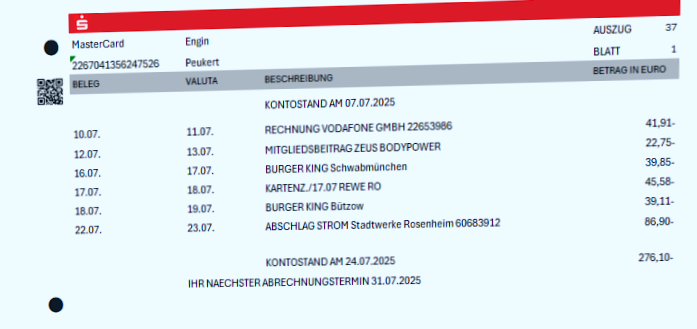 AUSZUG 37
MasterCard Engin
BLATT 1
2267041356247526 Peukert
BELEG VALUTA BESCHREIBUNG BETRAG IN EURO
KONTOSTAND AM 07.07.2025
10.07. 11.07. RECHNUNG VODAFONE GMBH 22653986 41,91-
12.07. 13.07. MITGLIEDSBEITRAG ZEUS BODYPOWER 22,75-
16.07. 17.07. BURGER KING Schwabmünchen 39,85-
17.07. 18.07. KARTENZ./17.07 REWE RO 45,58-
18.07. 19.07. BURGER KING Bützow 39,11-
22.07. 23.07. ABSCHLAG STROM Stadtwerke Rosenheim 60683912 86,90-
KONTOSTAND AM 24.07.2025 276,10-
IHR NAECHSTER ABRECHNUNGSTERMIN 31.07.2025